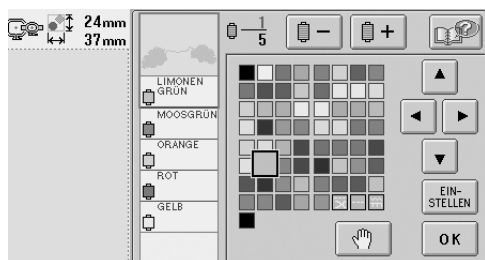 24mm
37mm
1
5
−
+
?
LIMONEN
GRÜN
MOOSGRÜN
ORANGE
ROT
GELB
EIN-
STELLEN
OK